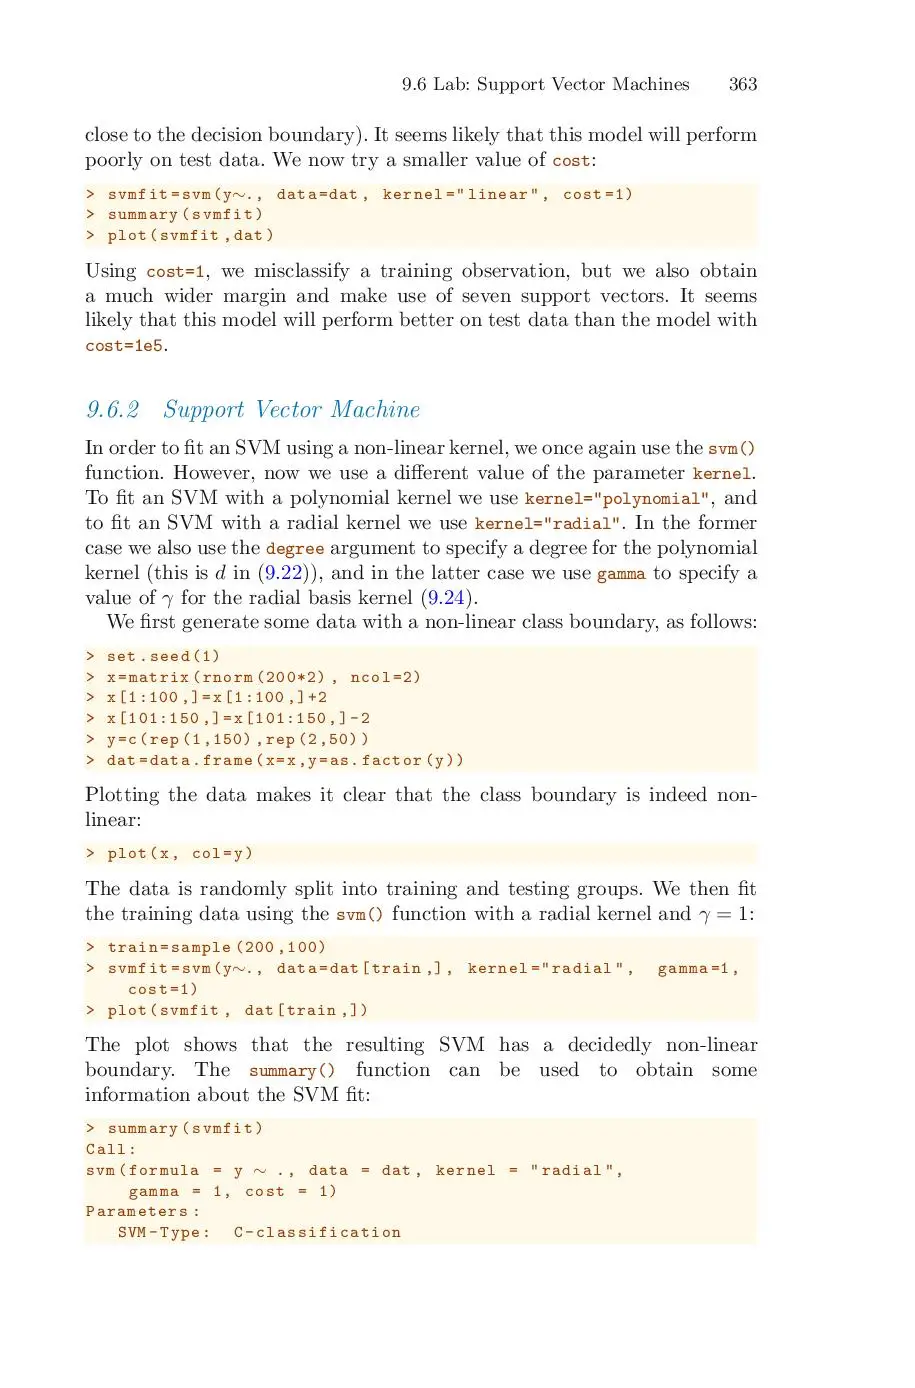 9.6 Lab: Support Vector Machines 363
close to the decision boundary). It seems likely that this model will perform
poorly on test data. We now try a smaller value of cost:
> svmfit=svm(y∼., data=dat, kernel="linear", cost=1)
> summary(svmfit)
> plot(svmfit,dat)
Using cost=1, we misclassify a training observation, but we also obtain
a much wider margin and make use of seven support vectors. It seems
likely that this model will perform better on test data than the model with
cost=1e5.
9.6.2 Support Vector Machine
In order to fit an SVM using a non-linear kernel, we once again use the svm()
function. However, now we use a different value of the parameter kernel.
To fit an SVM with a polynomial kernel we use kernel="polynomial", and
to fit an SVM with a radial kernel we use kernel="radial". In the former
case we also use the degree argument to specify a degree for the polynomial
kernel (this is d in (9.22)), and in the latter case we use gamma to specify a
value of γ for the radial basis kernel (9.24).
We first generate some data with a non-linear class boundary, as follows:
> set.seed(1)
> x=matrix(rnorm(200*2), ncol=2)
> x[1:100,]=x[1:100,]+2
> x[101:150,]=x[101:150,]-2
> y=c(rep(1,150),rep(2,50))
> dat=data.frame(x=x,y=as.factor(y))
Plotting the data makes it clear that the class boundary is indeed non-
linear:
> plot(x, col=y)
The data is randomly split into training and testing groups. We then fit
the training data using the svm() function with a radial kernel and γ = 1:
> train=sample(200,100)
> svmfit=svm(y∼., data=dat[train,], kernel="radial", gamma=1,
cost=1)
> plot(svmfit, dat[train,])
The plot shows that the resulting SVM has a decidedly non-linear
boundary. The summary() function can be used to obtain some
information about the SVM fit:
> summary(svmfit)
Call:
svm(formula = y ∼ ., data = dat, kernel = "radial",
gamma = 1, cost = 1)
Parameters:
SVM-Type: C-classification